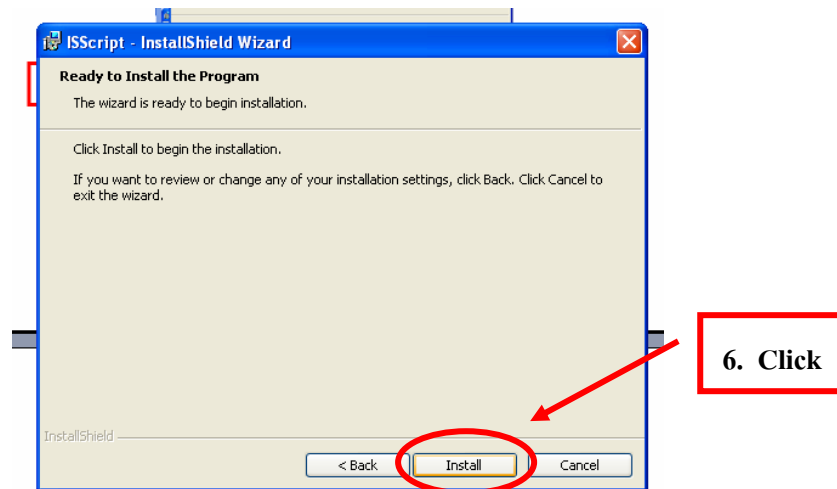 ISScript - InstallShield Wizard
Ready to Install the Program
The wizard is ready to begin installation.
Click Install to begin the installation.
If you want to review or change any of your installation settings, click Back. Click Cancel to
exit the wizard.
6. Click
InstallShield
< Back Install Cancel